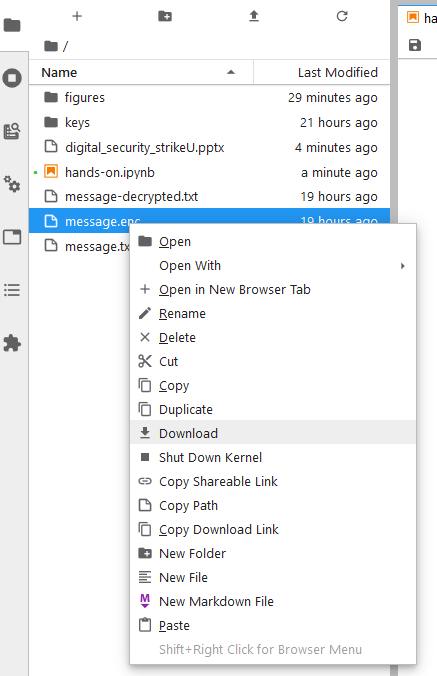 ha
/
Name Last Modified
figures 29 minutes ago
keys 21 hours ago
digital_security_strikeU.pptx 4 minutes ago
hands-on.ipynb a minute ago
message-decrypted.txt 19 hours ago
message.enc 19 hours ago
message.tx
Open
Open With
Open in New Browser Tab
Rename
Delete
Cut
Copy
Duplicate
Download
Shut Down Kernel
Copy Shareable Link
Copy Path
Copy Download Link
New Folder
New File
M New Markdown File
Paste
Shift+Right Click for Browser Menu